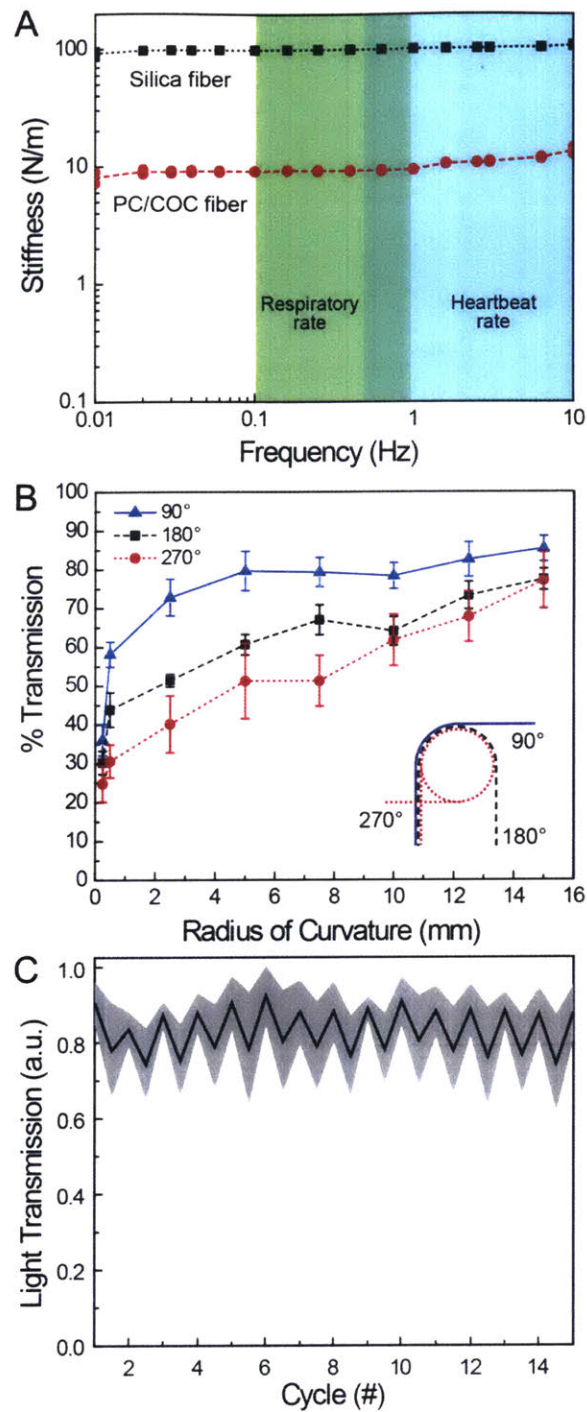 A
Stiffness (N/m)
100
10
1
0.1
Silica fiber
PC/COC fiber
Respiratory
rate
Heartbeat
rate
0.01 0.1 1 10
Frequency (Hz)
B
% Transmission
100
90
80
70
60
50
40
30
20
10
0
90°
180°
270°
90°
270°
180°
0 2 4 6 8 10 12 14 16
Radius of Curvature (mm)
C
Light Transmission (a.u.)
1.0
0.8
0.6
0.4
0.2
0.0
2 4 6 8 10 12 14
Cycle (#)